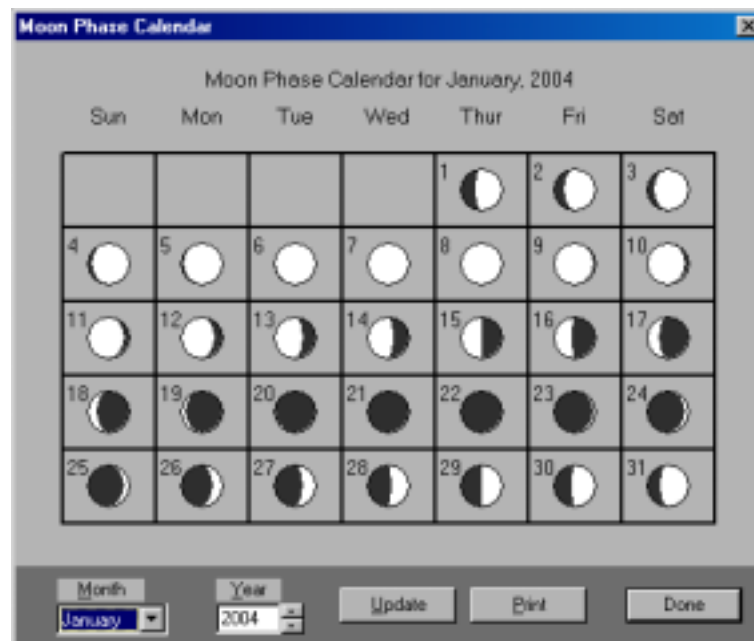 Moon Phase Calendar
Moon Phase Calendar for January, 2004
Sun Mon Tue Wed Thur Fri Sat
1 2 3
4 5 6 7 8 9 10
11 12 13 14 15 16 17
18 19 20 21 22 23 24
25 26 27 28 29 30 31
Month Year
January 2004 Update Print Done